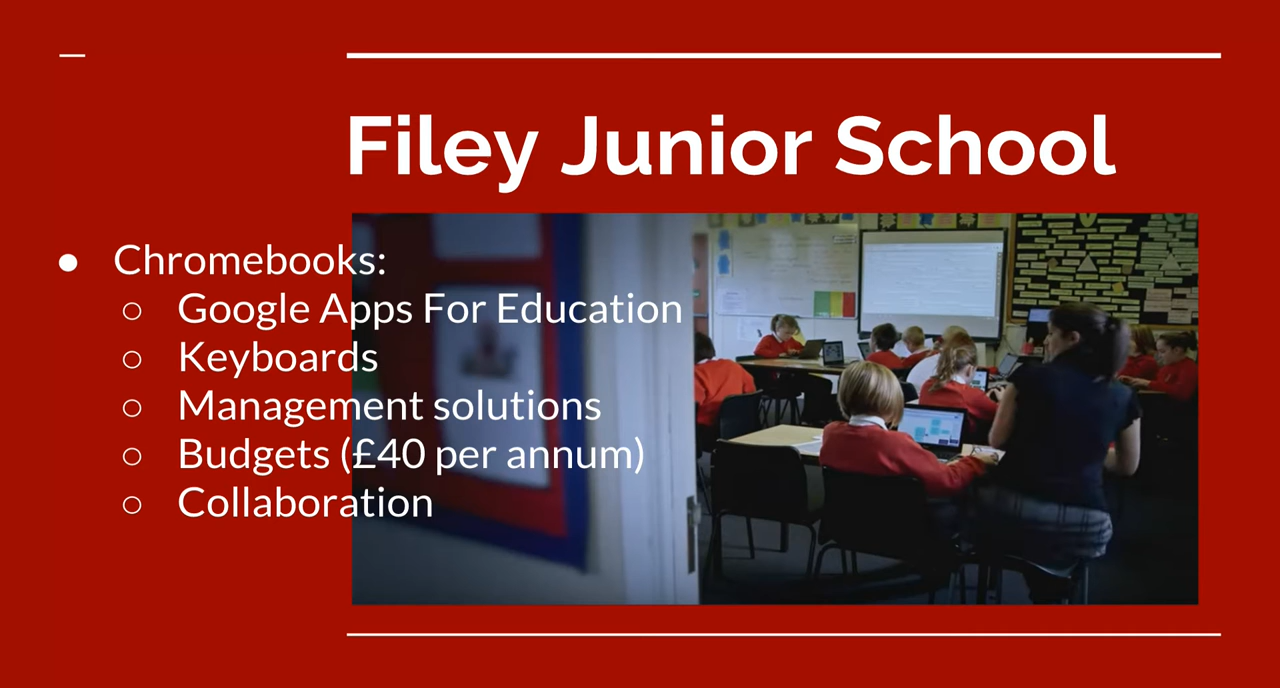 Filey Junior School
● Chromebooks:
○ Google Apps For Education
○ Keyboards
○ Management solutions
○ Budgets (£40 per annum)
○ Collaboration